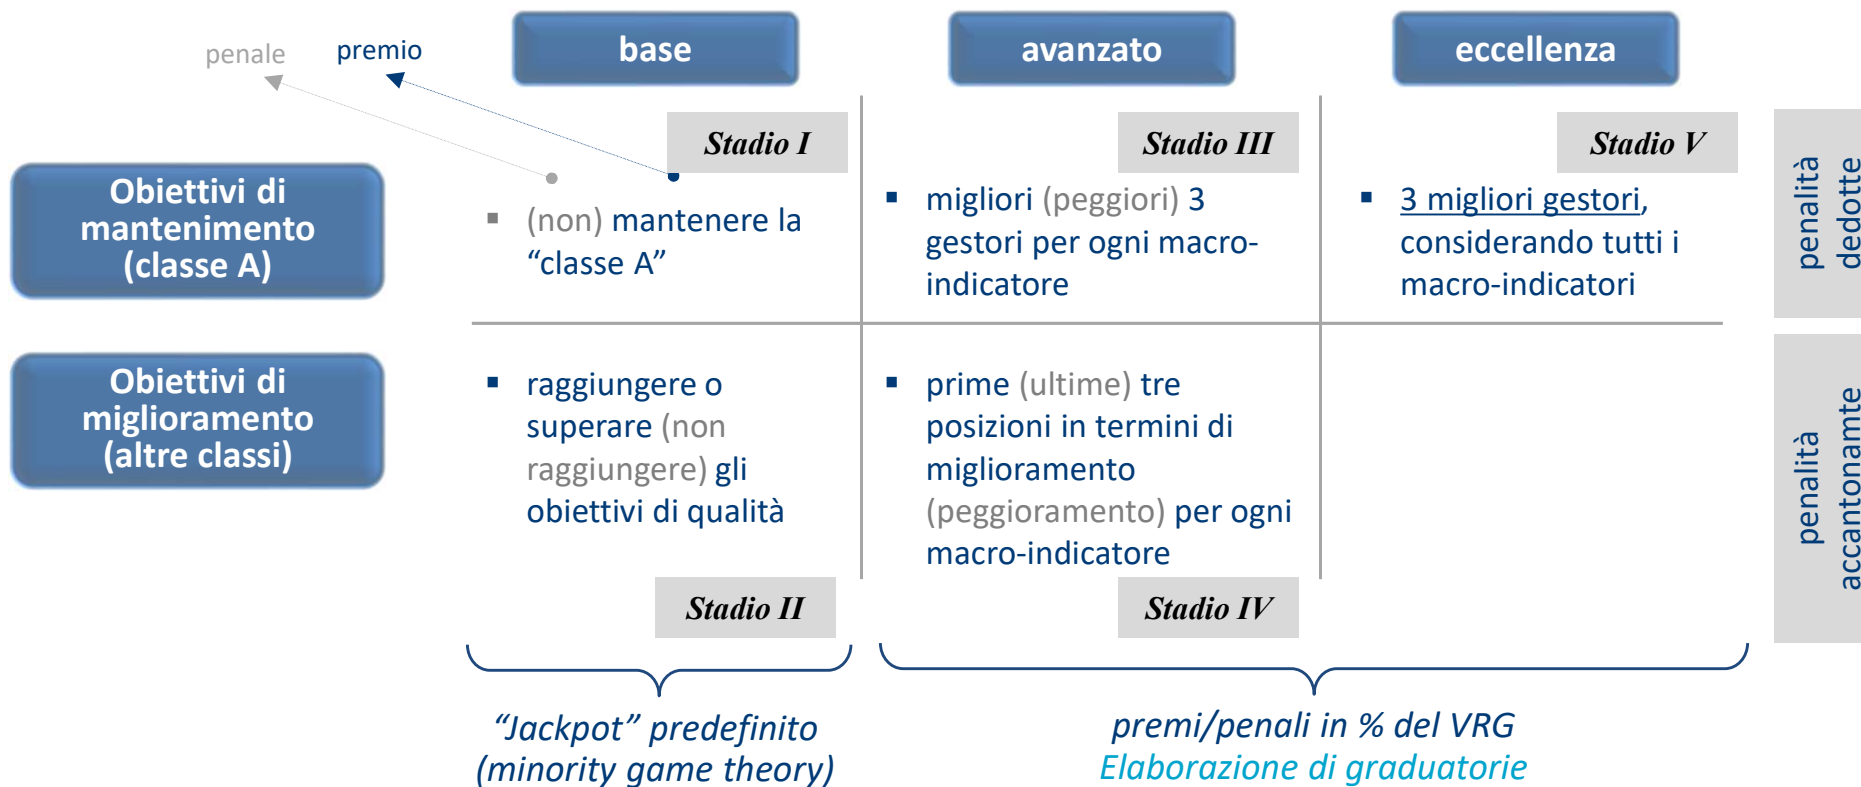 penale
premio
base
avanzato
eccellenza
Stadio I
Stadio III
Stadio V
Obiettivi di
mantenimento
(classe A)
▪ (non) mantenere la
“classe A”
▪ migliori (peggiori) 3
gestori per ogni macro-
indicatore
▪ 3 migliori gestori,
considerando tutti i
macro-indicatori
penalità
dedotte
Obiettivi di
miglioramento
(altre classi)
▪ raggiungere o
superare (non
raggiungere) gli
obiettivi di qualità
▪ prime (ultime) tre
posizioni in termini di
miglioramento
(peggioramento) per ogni
macro-indicatore
penalità
accantonamte
Stadio II
Stadio IV
“Jackpot” predefinito
(minority game theory)
premi/penali in % del VRG
Elaborazione di graduatorie